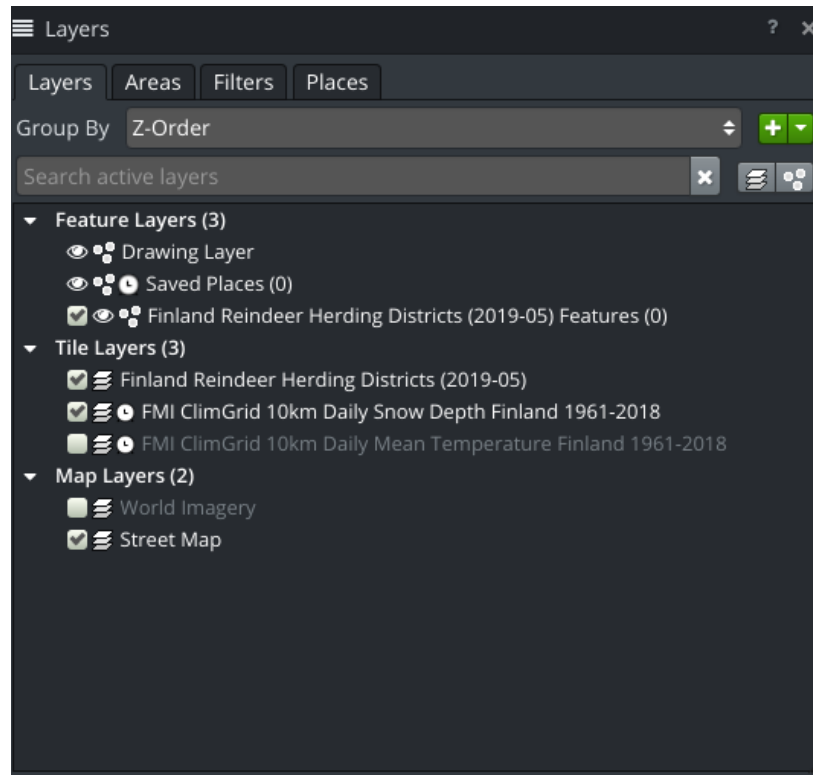 Layers
? ×
Layers Areas Filters Places
Group By Z-Order
Search active layers
Feature Layers (3)
Drawing Layer
Saved Places (0)
Finland Reindeer Herding Districts (2019-05) Features (0)
Tile Layers (3)
Finland Reindeer Herding Districts (2019-05)
FMI ClimGrid 10km Daily Snow Depth Finland 1961-2018
FMI ClimGrid 10km Daily Mean Temperature Finland 1961-2018
Map Layers (2)
World Imagery
Street Map